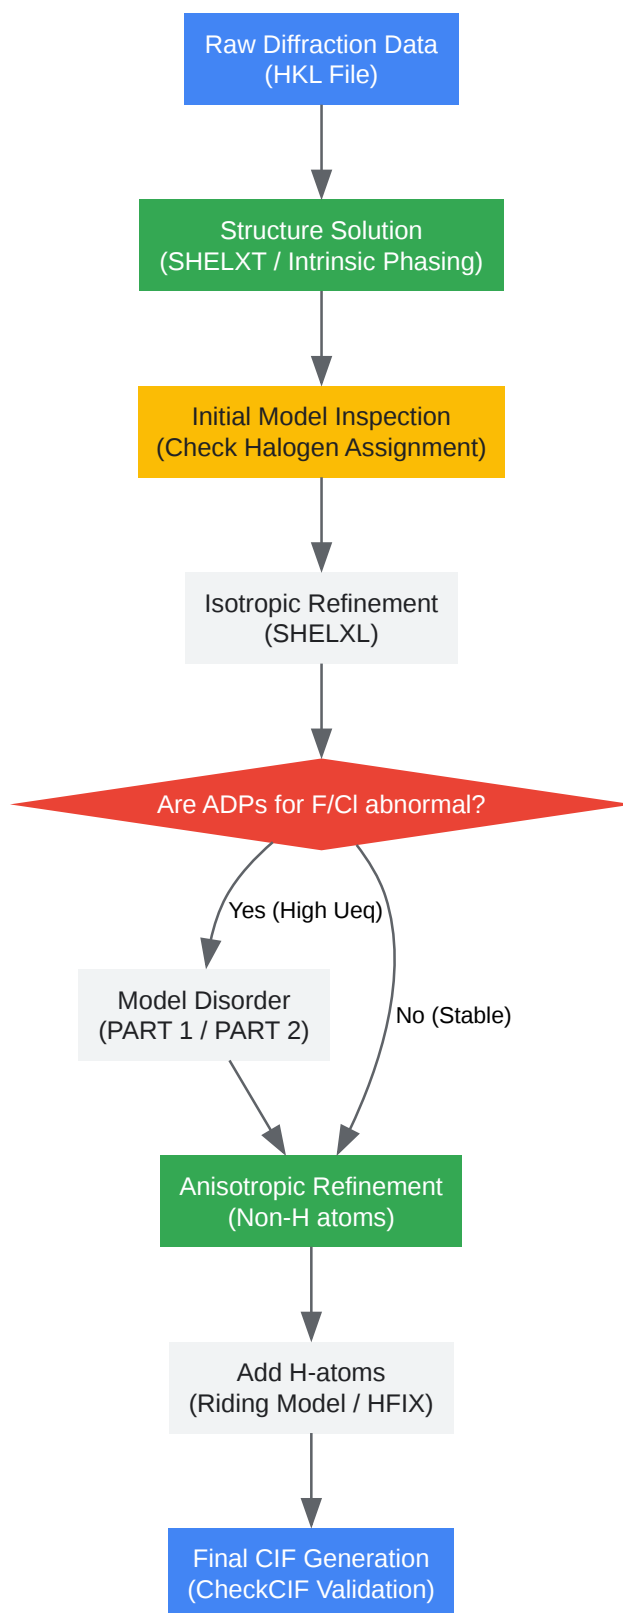 Raw Diffraction Data
(HKL File)
Structure Solution
(SHELXT / Intrinsic Phasing)
Initial Model Inspection
(Check Halogen Assignment)
Isotropic Refinement
(SHELXL)
Are ADPs for F/Cl abnormal?
Yes (High Ueq)
Model Disorder
(PART 1 / PART 2)
No (Stable)
Anisotropic Refinement
(Non-H atoms)
Add H-atoms
(Riding Model / HFIX)
Final CIF Generation
(CheckCIF Validation)